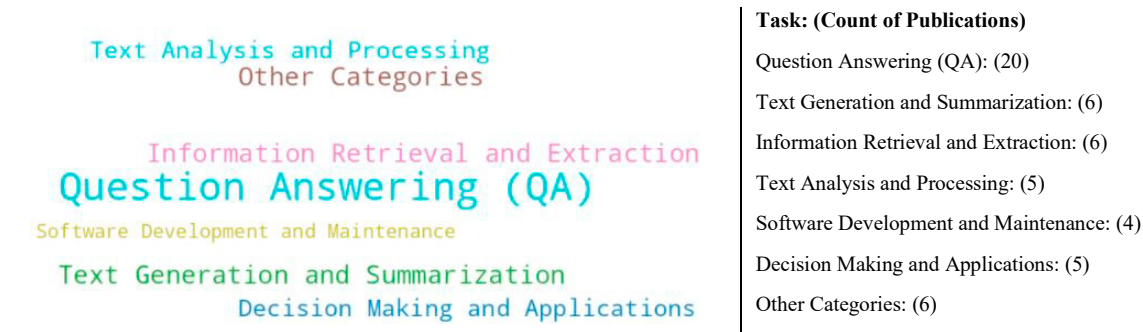 Text Analysis and Processing
Other Categories
Information Retrieval and Extraction
Question Answering (QA)
Software Development and Maintenance
Text Generation and Summarization
Decision Making and Applications
Task: (Count of Publications)
Question Answering (QA): (20)
Text Generation and Summarization: (6)
Information Retrieval and Extraction: (6)
Text Analysis and Processing: (5)
Software Development and Maintenance: (4)
Decision Making and Applications: (5)
Other Categories: (6)